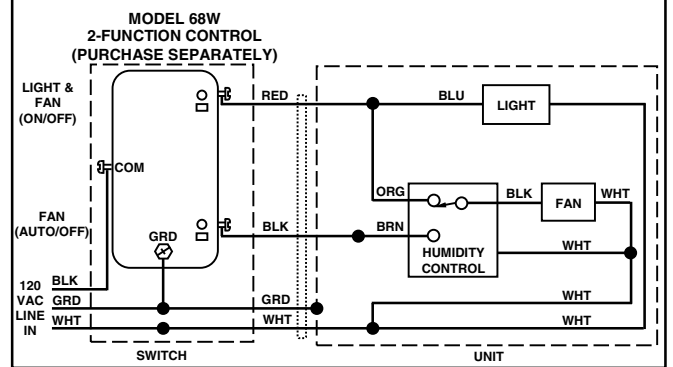 MODEL 68W
2-FUNCTION CONTROL
(PURCHASE SEPARATELY)
LIGHT &
FAN
(ON/OFF)
RED
BLU
LIGHT
COM
ORG
BLK
FAN
WHT
FAN
(AUTO/OFF)
GRD
BLK
BRN
HUMIDITY
CONTROL
WHT
120
VAC
LINE
IN
BLK
GRD
WHT
GRD
WHT
WHT
WHT
SWITCH
UNIT